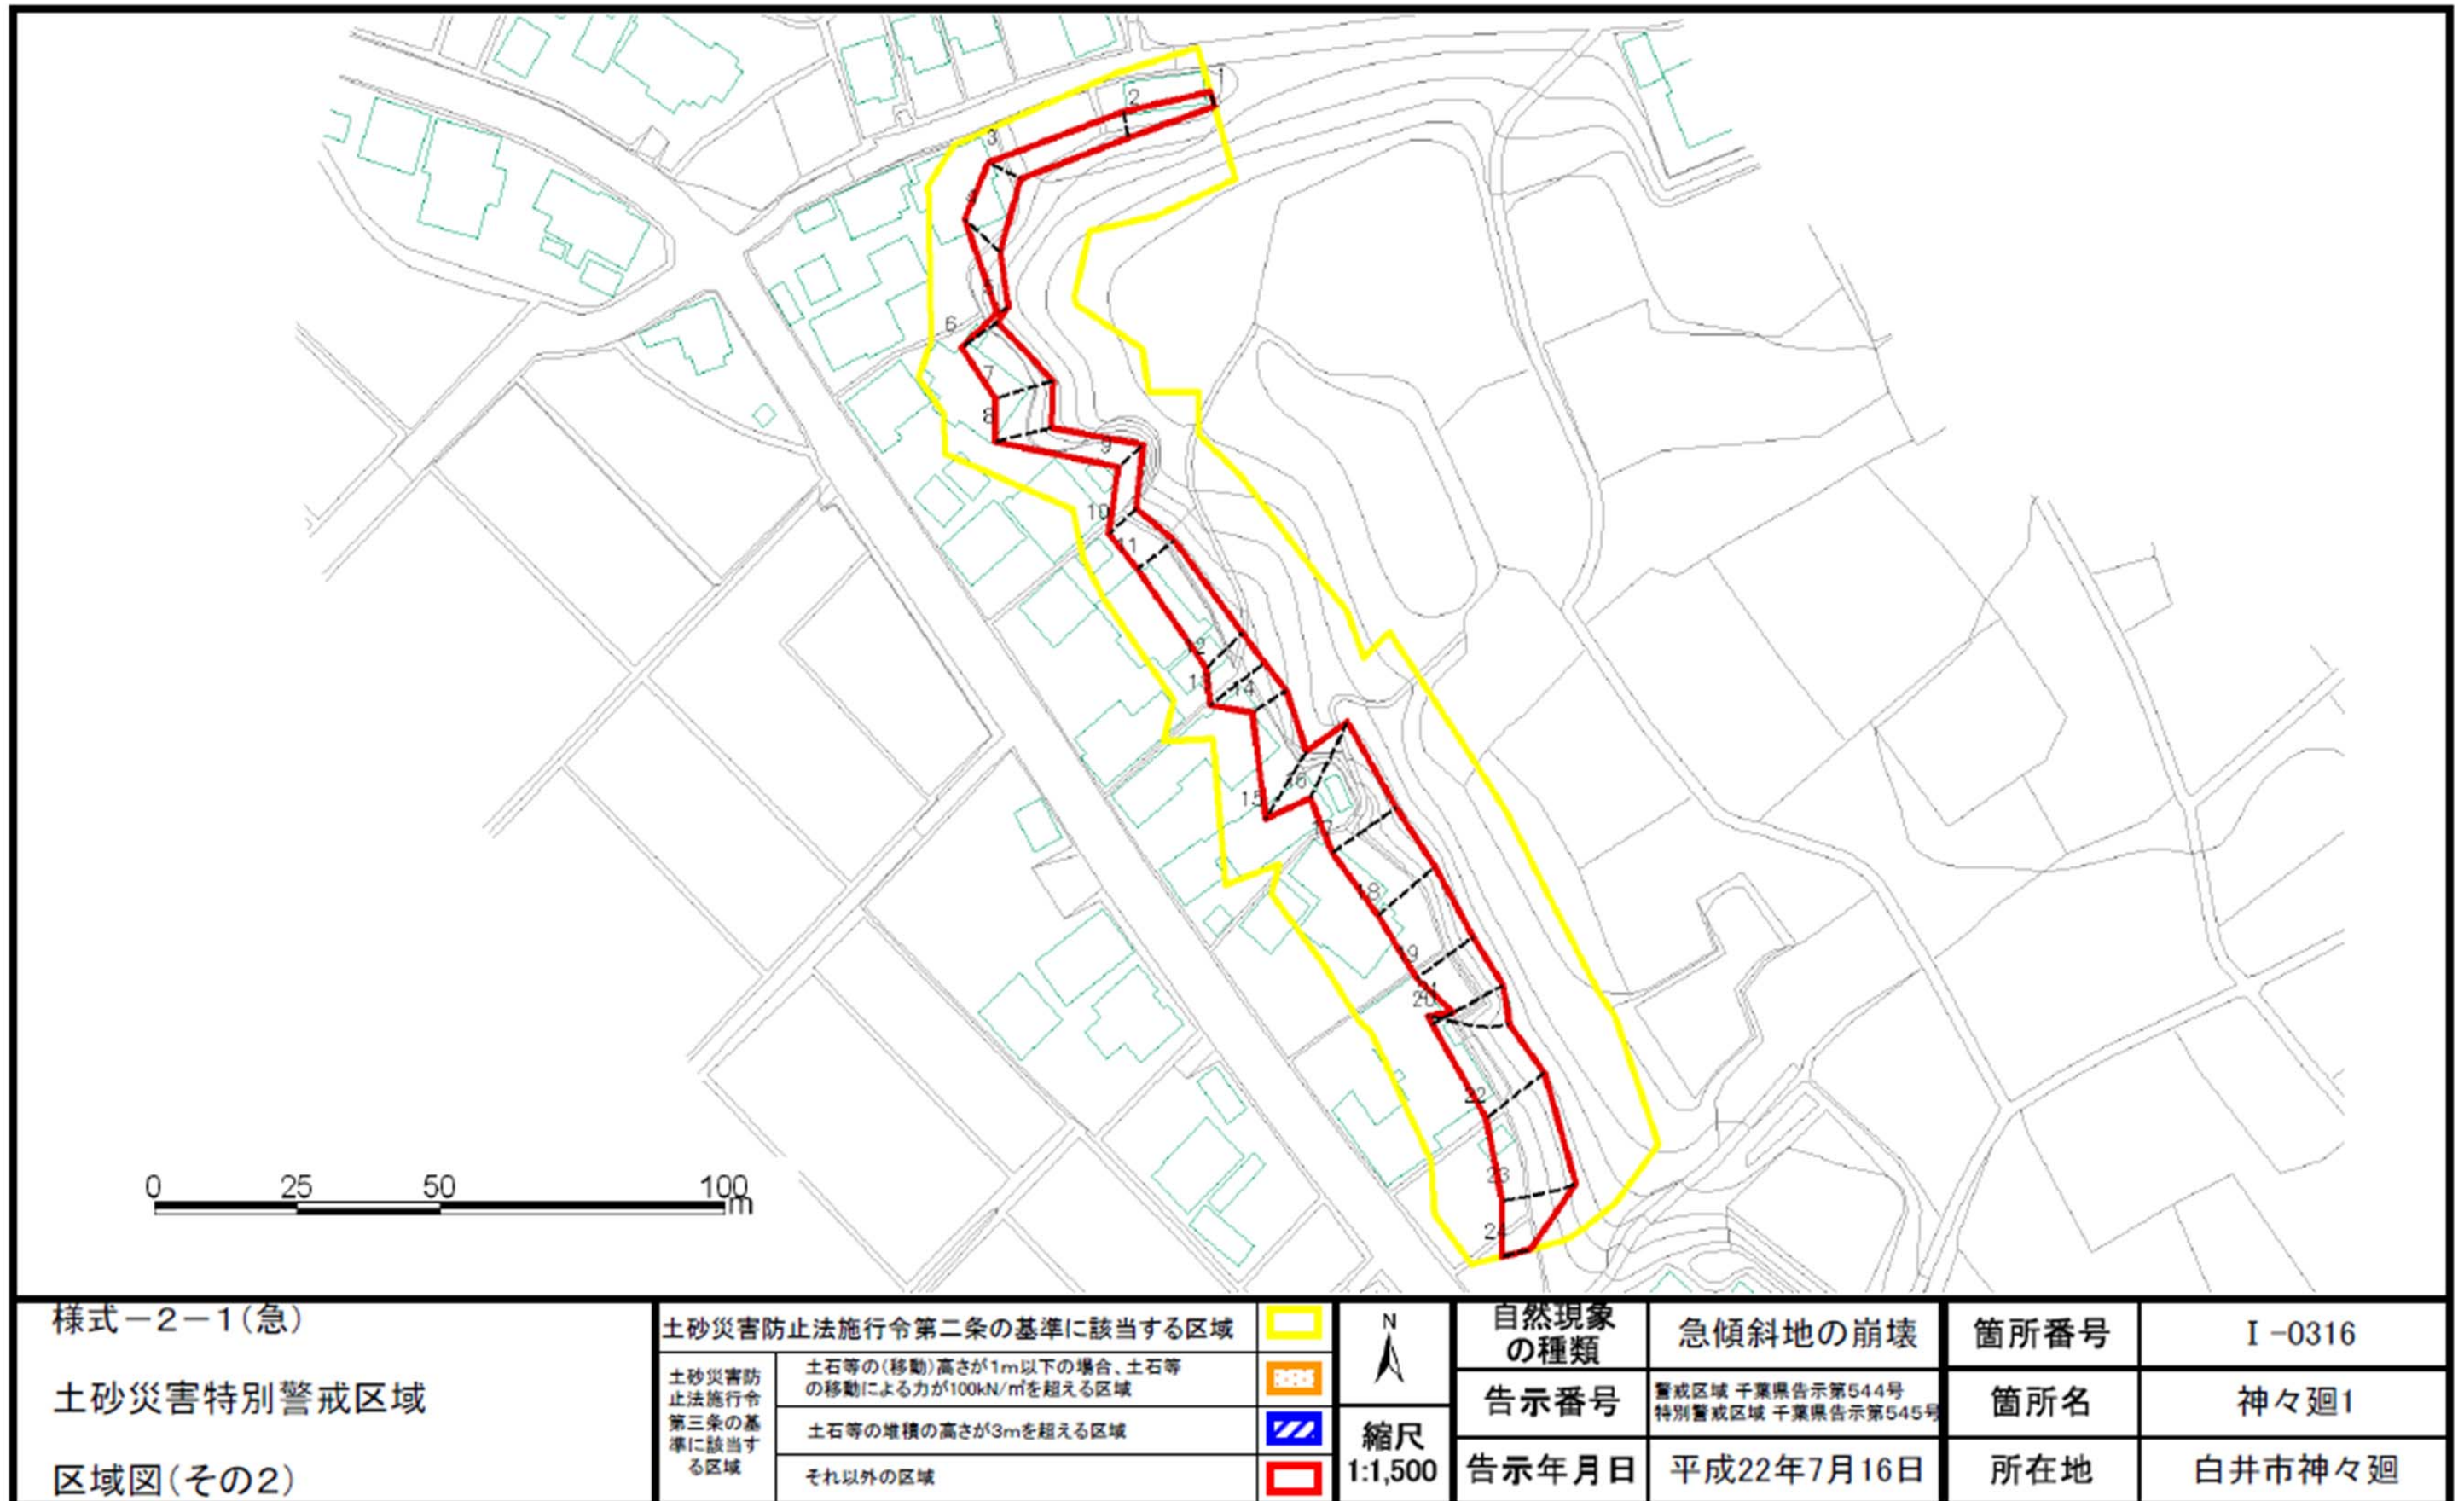 1
2
3
4
5
6
7
8
9
10
11
12
13
14
15
16
17
18
19
21
20
22
23
24
0 25 50 100
m
様式－2－1(急)
土砂災害特別警戒区域
区域図(その2)
土砂災害防止法施行令第二条の基準に該当する区域
土砂災害防
止法施行令
第三条の基
準に該当す
る区域
土石等の(移動)高さが1m以下の場合、土石等
の移動による力が100kN/㎡を超える区域
土石等の堆積の高さが3mを超える区域
それ以外の区域
N
縮尺
1:1,500
自然現象
の種類
急傾斜地の崩壊
箇所番号
Ⅰ-0316
告示番号
警戒区域 千葉県告示第544号
特別警戒区域 千葉県告示第545号
箇所名
神々廻1
告示年月日
平成22年7月16日
所在地
白井市神々廻